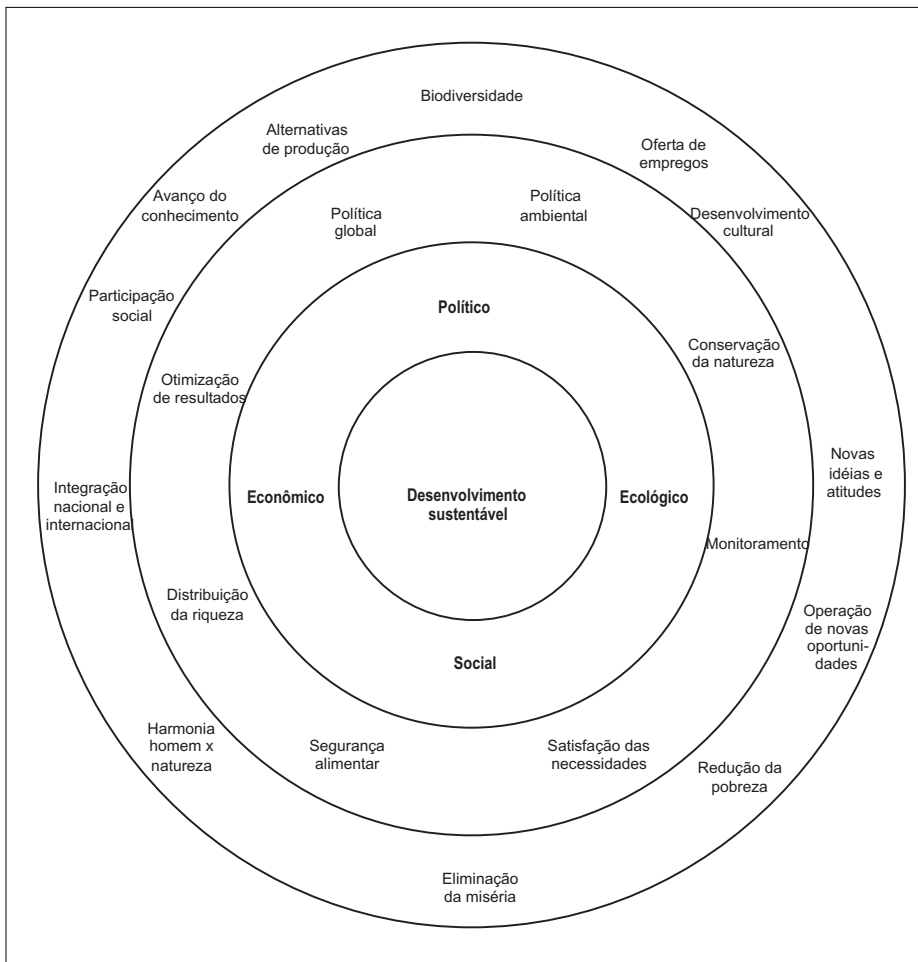 Biodiversidade
Alternativas
de produção
Oferta de
empregos
Avanço do
conhecimento
Política
global
Política
ambiental
Desenvolvimento
cultural
Participação
social
Político
Conservação
da natureza
Otimização
de resultados
Integração
nacional e
internacional
Econômico
Desenvolvimento
sustentável
Ecológico
Novas
idéias e
atitudes
Monitoramento
Distribuição
da riqueza
Operação
de novas
oportuni-
dades
Social
Harmonia
homem x
natureza
Segurança
alimentar
Satisfação das
necessidades
Redução da
pobreza
Eliminação
da miséria